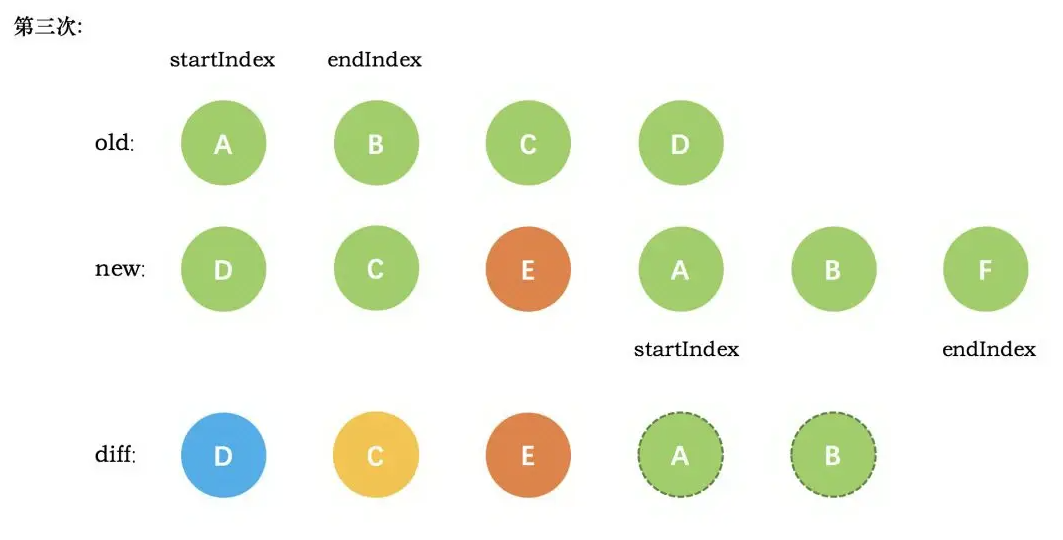 第三次:
startIndex endIndex
old: A B C D
new: D C E A B F
startIndex endIndex
diff: D C E A B